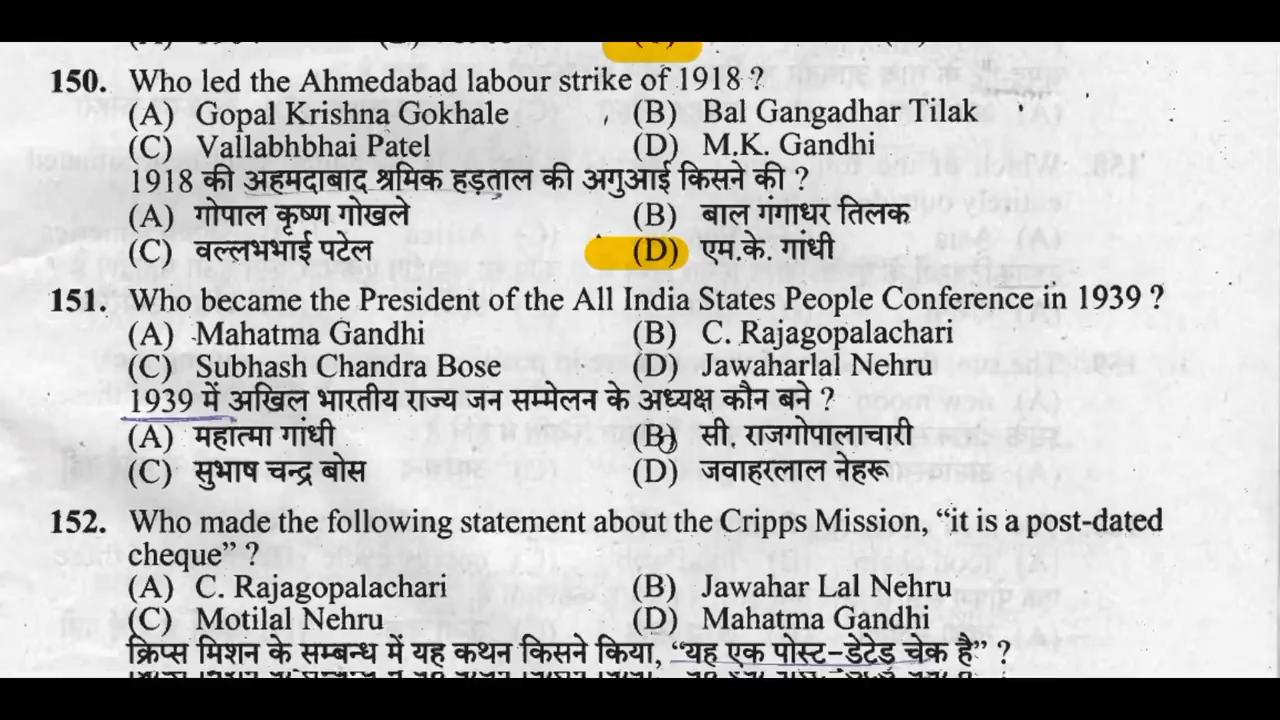 150. Who led the Ahmedabad labour strike of 1918 ?
(A) Gopal Krishna Gokhale (B) Bal Gangadhar Tilak
(C) Vallabhbhai Patel (D) M.K. Gandhi
1918 की अहमदाबाद श्रमिक हड़ताल की अगुआई किसने की ?
(A) गोपाल कृष्ण गोखले (B) बाल गंगाधर तिलक
(C) वल्लभभाई पटेल (D) एम.के. गांधी
151. Who became the President of the All India States People Conference in 1939 ?
(A) Mahatma Gandhi (B) C. Rajagopalachari
(C) Subhash Chandra Bose (D) Jawaharlal Nehru
1939 में अखिल भारतीय राज्य जन सम्मेलन के अध्यक्ष कौन बने ?
(A) महात्मा गांधी (B) सी. राजगोपालाचारी
(C) सुभाष चन्द्र बोस (D) जवाहरलाल नेहरू
152. Who made the following statement about the Cripps Mission, “it is a post-dated
cheque” ?
(A) C. Rajagopalachari (B) Jawahar Lal Nehru
(C) Motilal Nehru (D) Mahatma Gandhi
क्रिप्स मिशन के सम्बन्ध में यह कथन किसने किया, “यह एक पोस्ट-डेटेड चेक है” ?